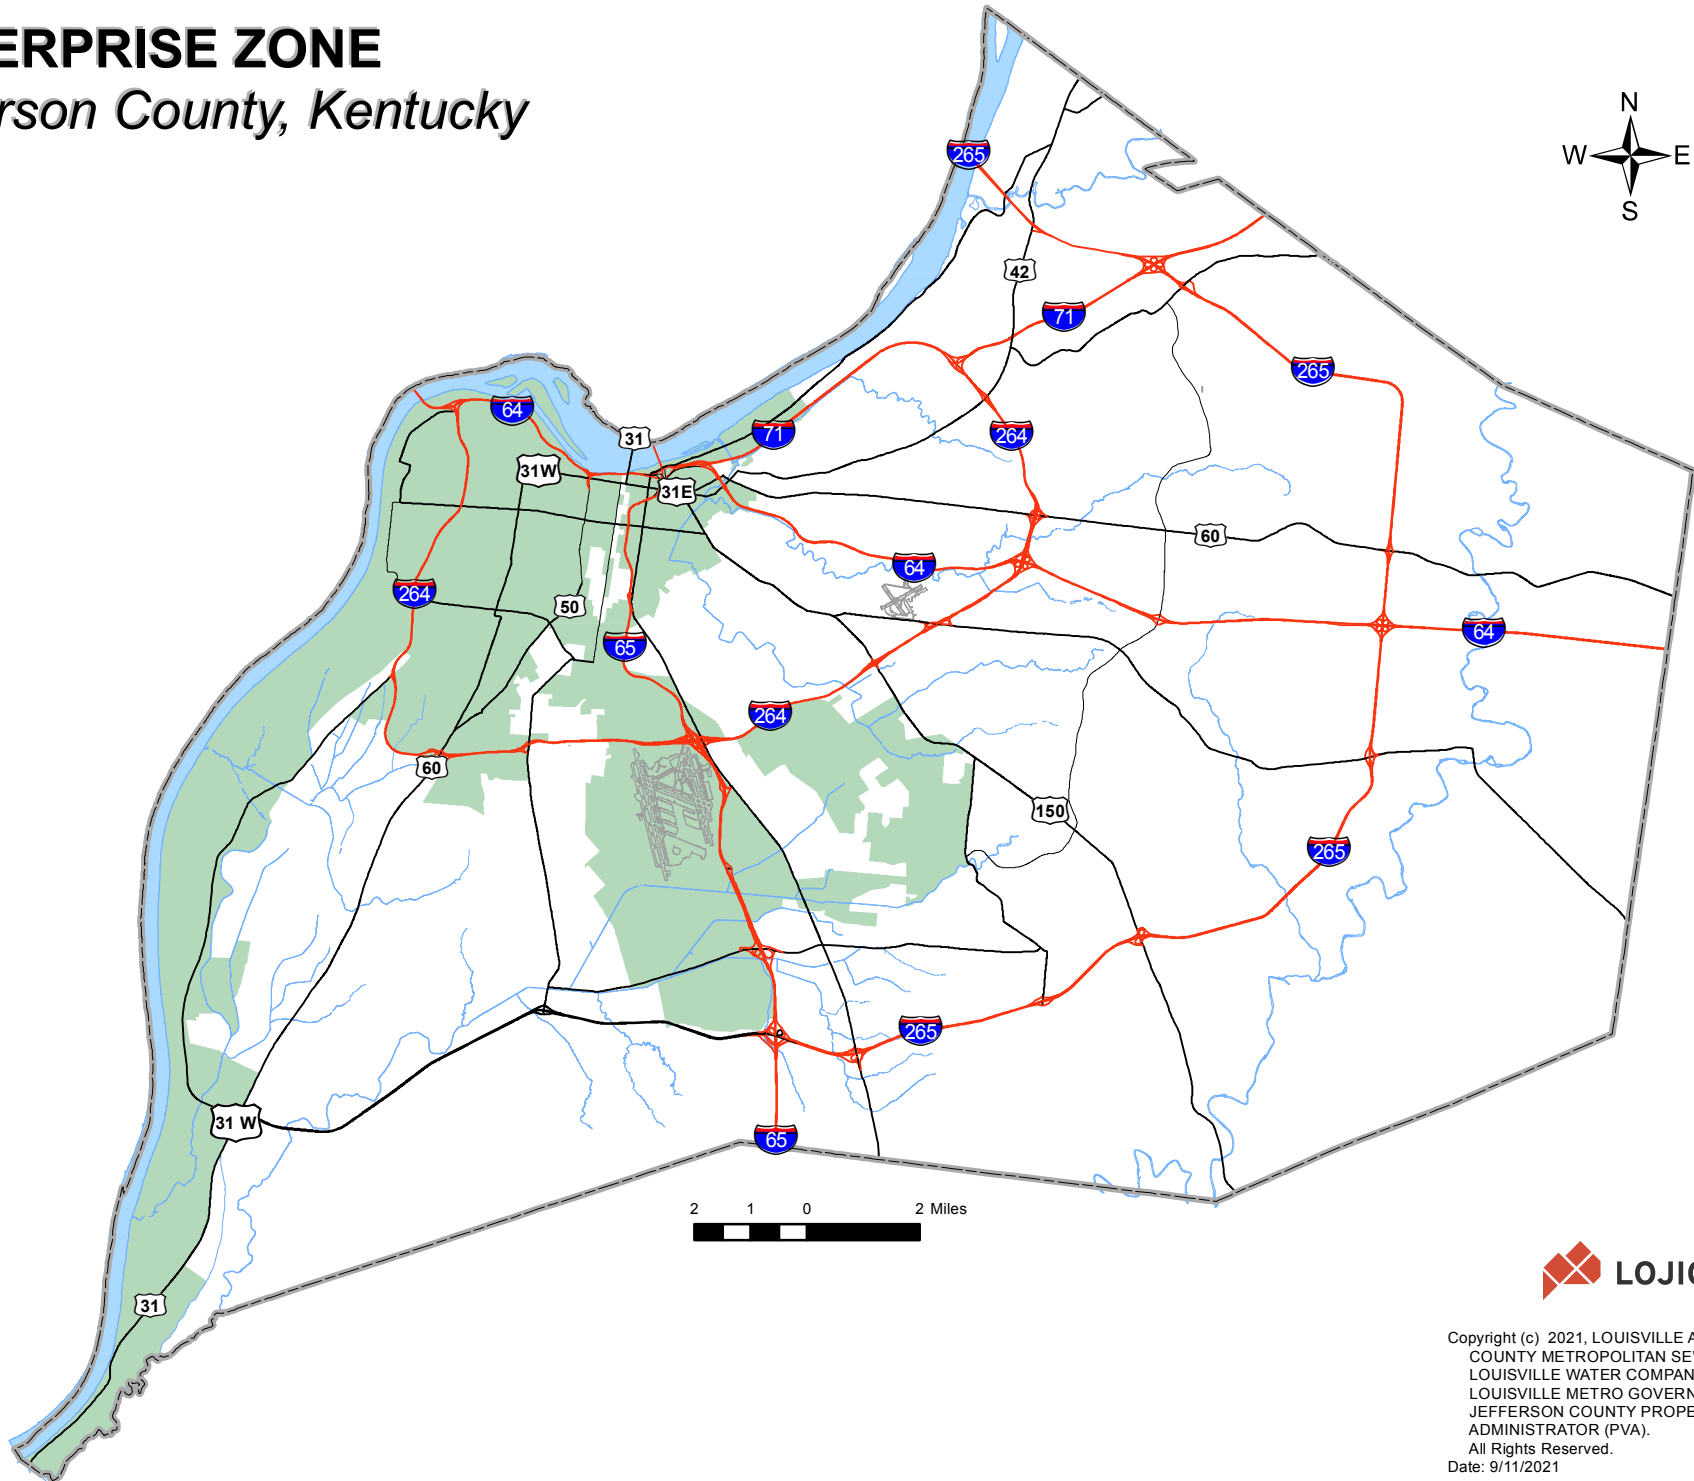 ERPRISE ZONE
rson County, Kentucky
N
W E
S
265
42
71
265
64
31
71
264
31W
31E
60
64
264
50
65
64
264
60
150
265
265
31 W
65
2 1 0 2 Miles
31
LOJIC
Copyright (c) 2021, LOUISVILLE A
COUNTY METROPOLITAN SE
LOUISVILLE WATER COMPAN
LOUISVILLE METRO GOVERN
JEFFERSON COUNTY PROPE
ADMINISTRATOR (PVA).
All Rights Reserved.
Date: 9/11/2021